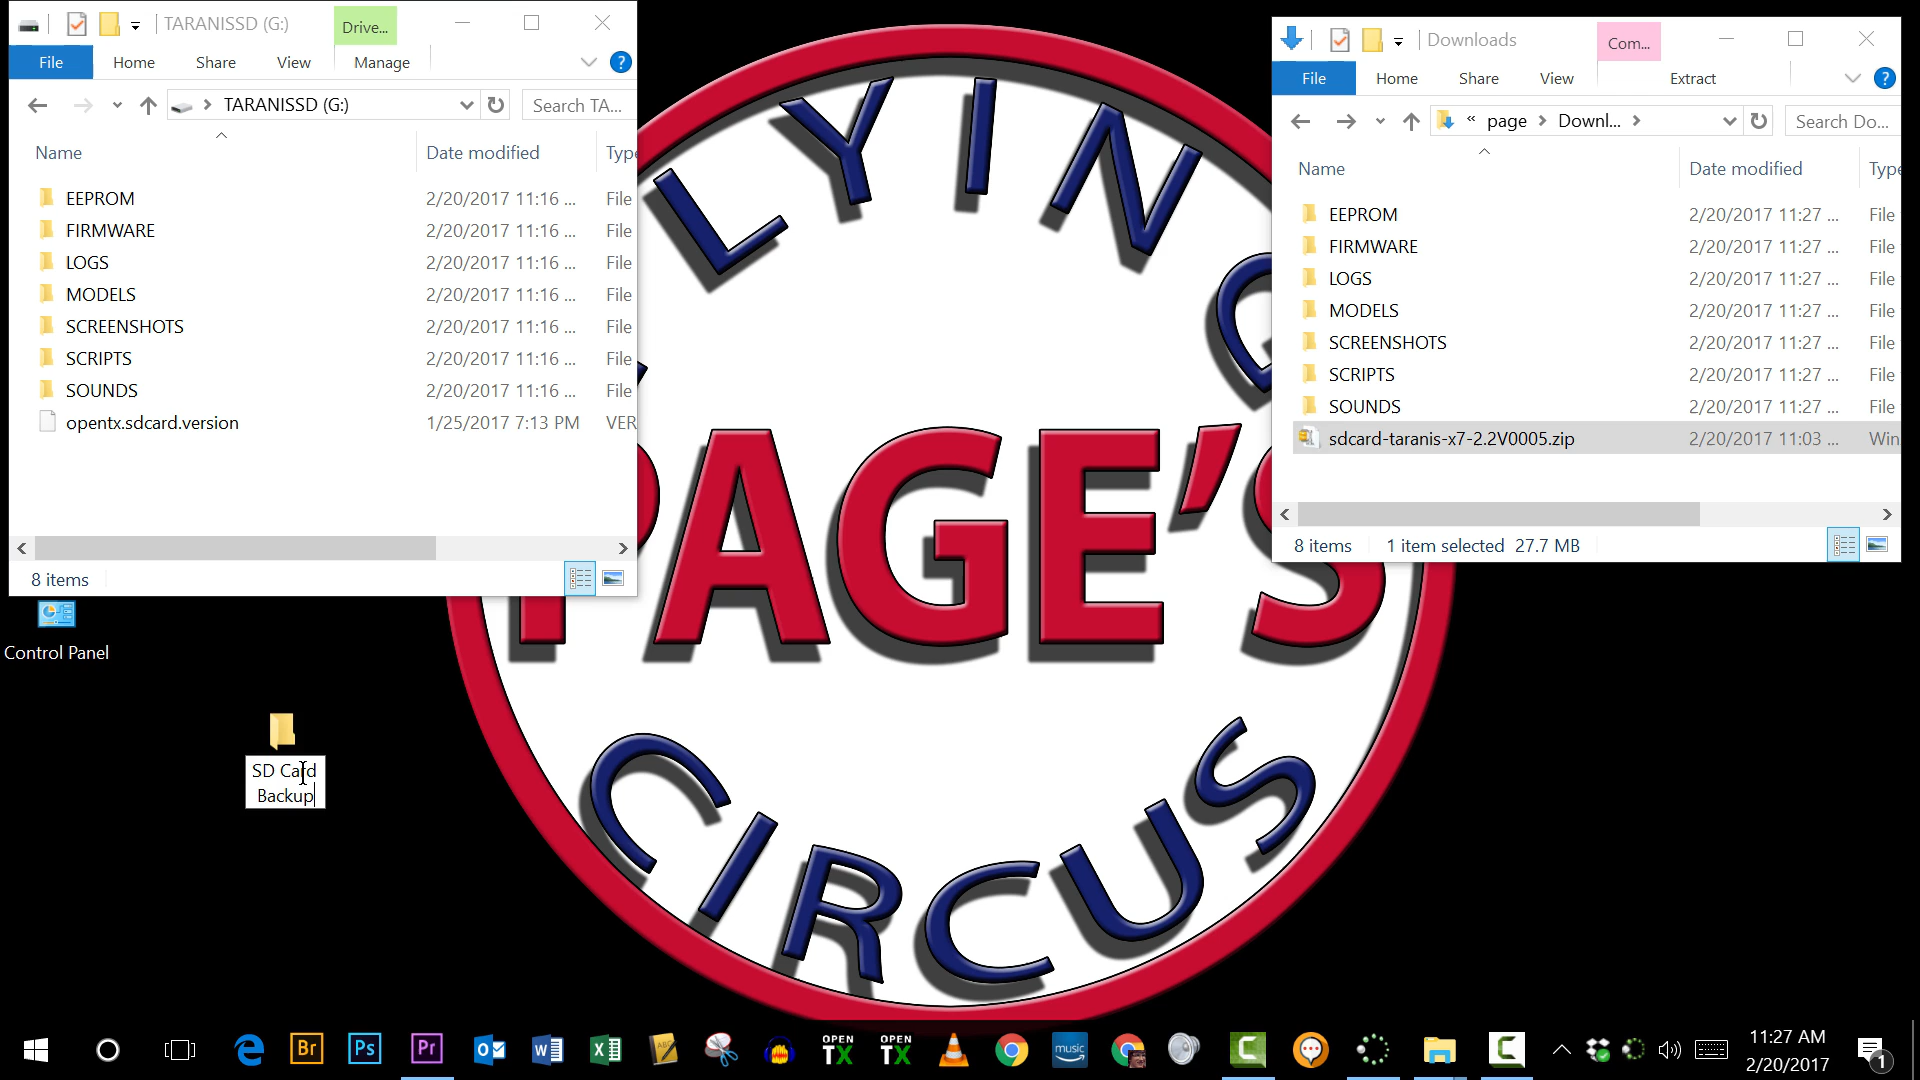 TARANISSD (G:)
Drive...
File
Home
Share
View
Manage
TARANISSD (G:)
Search TA...
Name
Date modified
Type
EEPROM
2/20/2017 11:16 ...
File
FIRMWARE
2/20/2017 11:16 ...
File
LOGS
2/20/2017 11:16 ...
File
MODELS
2/20/2017 11:16 ...
File
SCREENSHOTS
2/20/2017 11:16 ...
File
SCRIPTS
2/20/2017 11:16 ...
File
SOUNDS
2/20/2017 11:16 ...
File
opentx.sdcard.version
1/25/2017 7:13 PM
VER
8 items
Downloads
Com...
File
Home
Share
View
Extract
« page > Downl... >
Search Do...
Name
Date modified
Type
EEPROM
2/20/2017 11:27 ...
File
FIRMWARE
2/20/2017 11:27 ...
File
LOGS
2/20/2017 11:27 ...
File
MODELS
2/20/2017 11:27 ...
File
SCREENSHOTS
2/20/2017 11:27 ...
File
SCRIPTS
2/20/2017 11:27 ...
File
SOUNDS
2/20/2017 11:27 ...
File
sdcard-taranis-x7-2.2V0005.zip
2/20/2017 11:03 ...
Win
8 items
1 item selected 27.7 MB
LYING
PAGE'S
CIRCUS
Control Panel
SD Card
Backup
Br
Ps
Pr
OPEN
TX
OPEN
TX
music
11:27 AM
2/20/2017
1